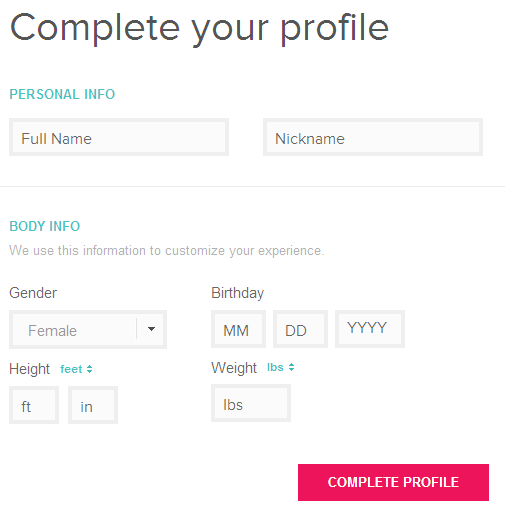 Complete your profile
PERSONAL INFO
Full Name Nickname
BODY INFO
We use this information to customize your experience.
Gender Birthday
Female MM DD YYYY
Height feet Weight lbs
ft in lbs
COMPLETE PROFILE